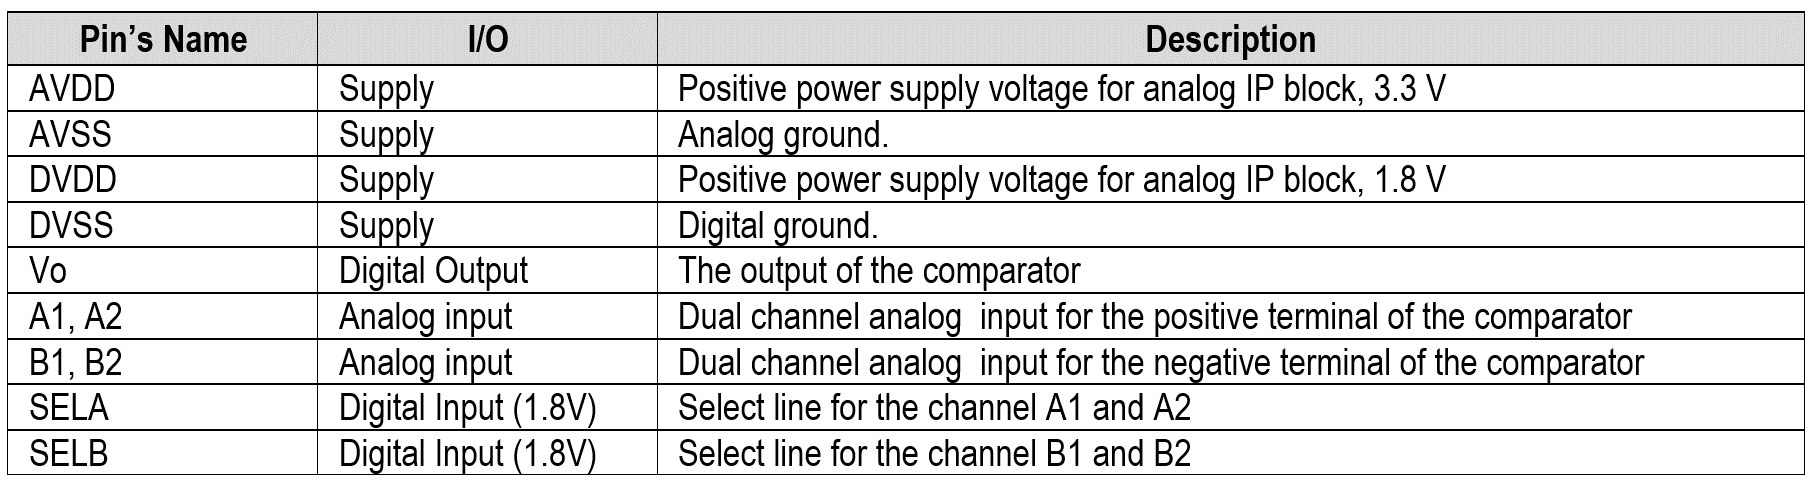 Pin’s Name I/O Description
AVDD Supply Positive power supply voltage for analog IP block, 3.3 V
AVSS Supply Analog ground.
DVDD Supply Positive power supply voltage for analog IP block, 1.8 V
DVSS Supply Digital ground.
Vo Digital Output The output of the comparator
A1, A2 Analog input Dual channel analog  input for the positive terminal of the comparator
B1, B2 Analog input Dual channel analog  input for the negative terminal of the comparator
SELA Digital Input (1.8V) Select line for the channel A1 and A2
SELB Digital Input (1.8V) Select line for the channel B1 and B2